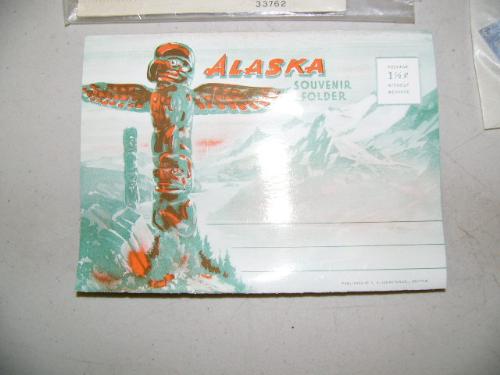 33762
ALASKA
SOUVENIR
FOLDER
POSTAGE
1½¢
WITHOUT
MESSAGE